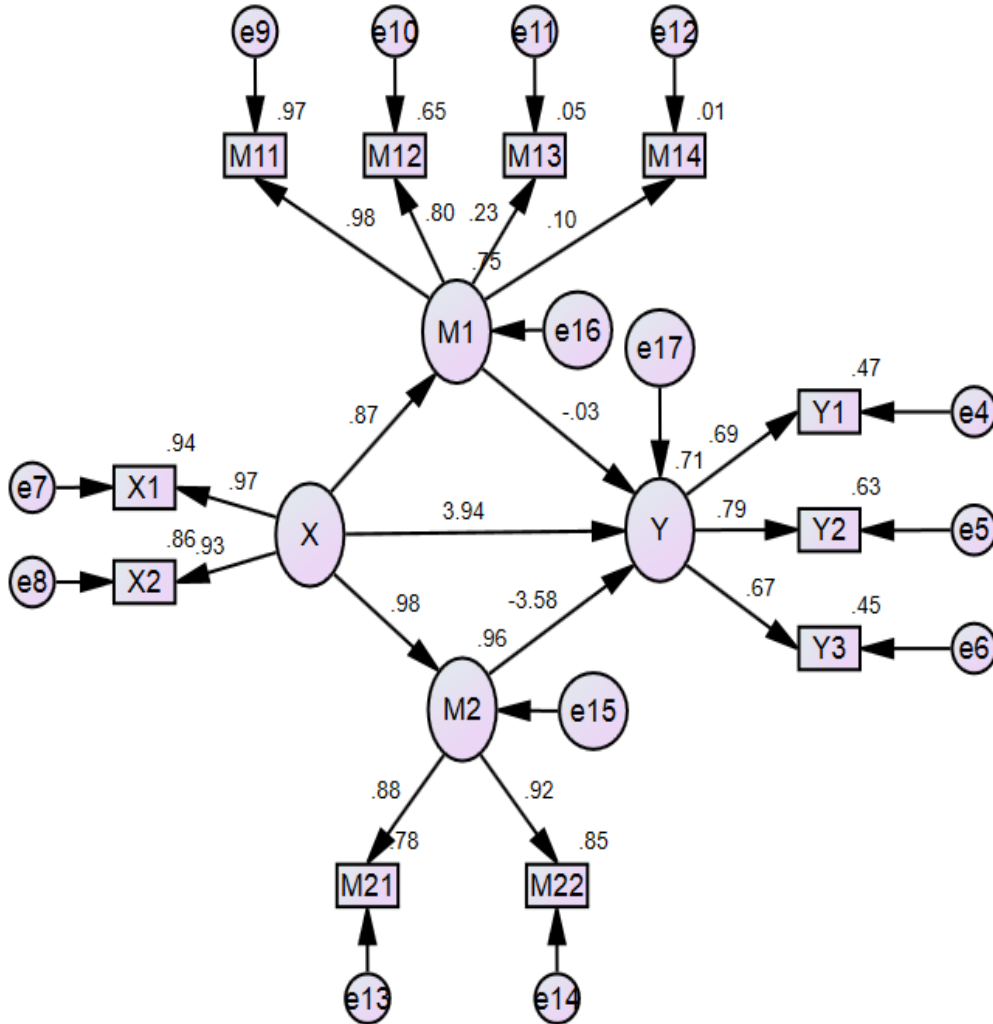 e9
e10
e11
e12
.97
.65
.05
.01
M11
M12
M13
M14
.98
.80
.23
.10
.75
M1
e16
e17
.47
Y1
e4
.87
-.03
.69
.94
.71
e7
X1
.97
X
3.94
Y
.79
.63
Y2
e5
.86
.93
e8
X2
.98
-3.58
.67
.45
Y3
e6
.96
M2
e15
.88
.92
.78
.85
M21
M22
e13
e14